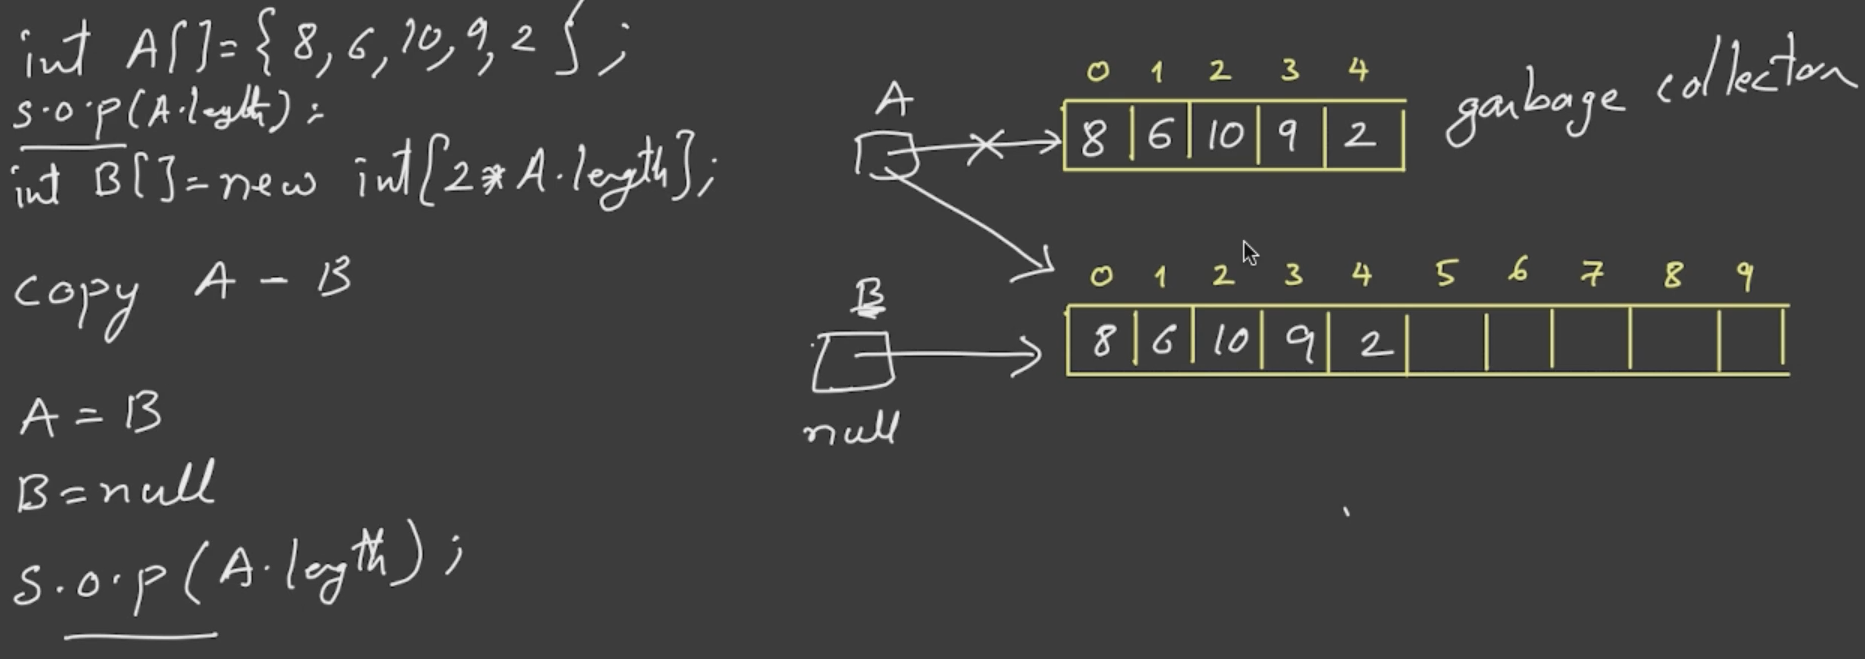 int A[]={8,6,10,9,2};
s.o.p(A.length);
int B[]=new int[2*A.length];
copy A - B
A = B
B=null
s.o.p(A.length);
A
0 1 2 3 4
8 6 10 9 2
garbage collection
B
0 1 2 3 4 5 6 7 8 9
8 6 10 9 2
null